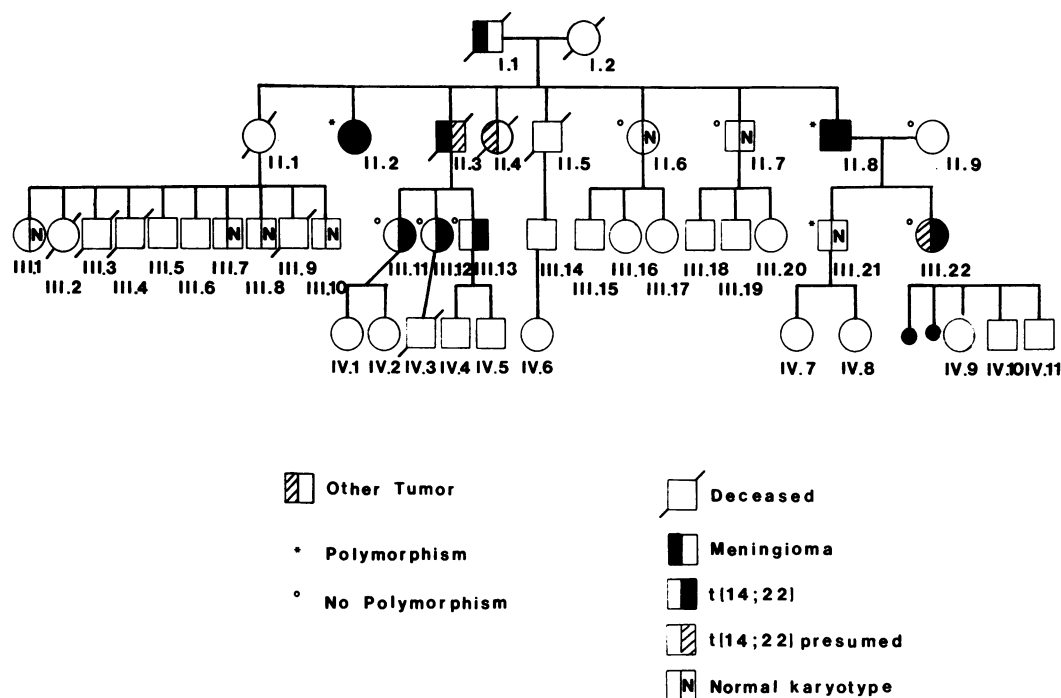 I.1 I.2
* * o o * o
N N
II.1 II.2 II.3 II.4 II.5 II.6 II.7 II.8 II.9
o o o * o
N N N N N
III.1 III.3 III.5 III.7 III.9 III.11 III.12 III.13 III.14 III.16 III.18 III.20 III.21 III.22
III.2 III.4 III.6 III.8 III.10 III.15 III.17 III.19
IV.1 IV.2 IV.3 IV.4 IV.5 IV.6 IV.7 IV.8 IV.9 IV.10 IV.11
Other Tumor
* Polymorphism
o No Polymorphism
Deceased
Meningioma
t(14;22)
t(14;22) presumed
N Normal karyotype